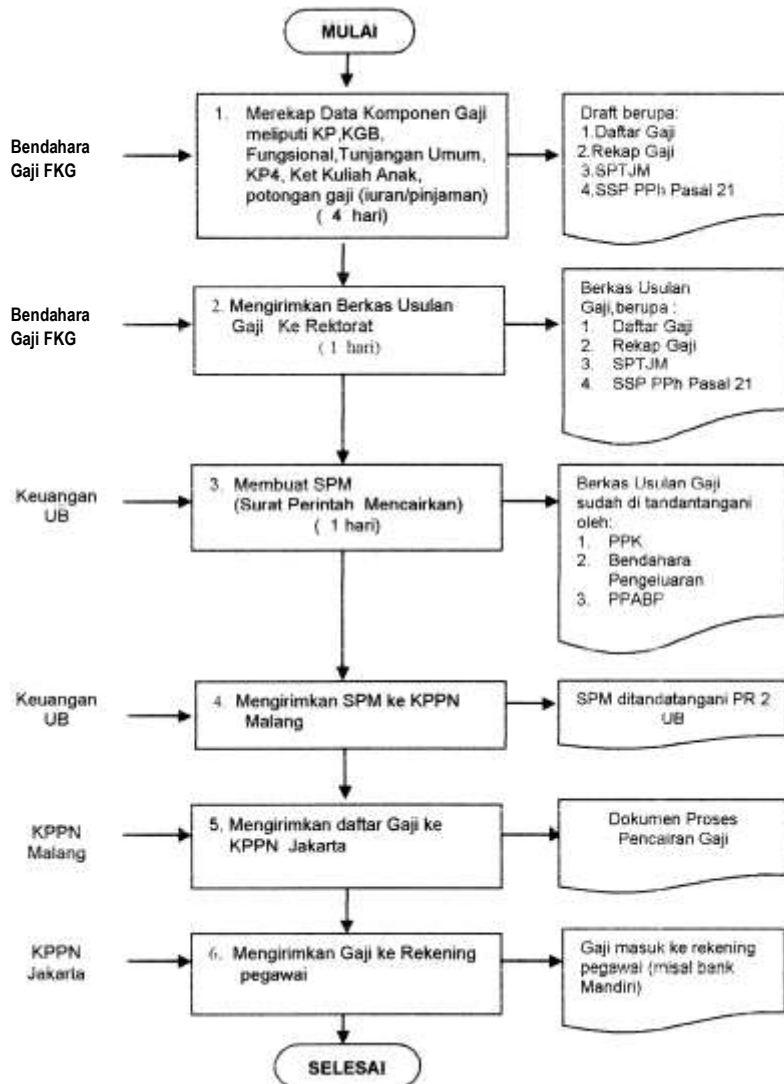 MULAI
Bendahara
Gaji FKG
1. Merekap Data Komponen Gaji
meliputi KP,KGB,
Fungsional,Tunjangan Umum,
KP4, Ket Kuliah Anak,
potongan gaji (iuran/pinjaman)
( 4 hari)
Draft berupa:
1.Daftar Gaji
2.Rekap Gaji
3.SPTJM
4.SSP PPh Pasal 21
Bendahara
Gaji FKG
2. Mengirimkan Berkas Usulan
Gaji Ke Rektorat
( 1 hari)
Berkas Usulan
Gaji,berupa :
1. Daftar Gaji
2. Rekap Gaji
3. SPTJM
4. SSP PPh Pasal 21
Keuangan
UB
3. Membuat SPM
(Surat Perintah Mencairkan)
( 1 hari)
Berkas Usulan Gaji
sudah di tandantangani
oleh:
1. PPK
2. Bendahara
Pengeluaran
3. PPABP
Keuangan
UB
4. Mengirimkan SPM ke KPPN
Malang
SPM ditandatangani PR 2
UB
KPPN
Malang
5. Mengirimkan daftar Gaji ke
KPPN Jakarta
Dokumen Proses
Pencairan Gaji
KPPN
Jakarta
6. Mengirimkan Gaji ke Rekening
pegawai
Gaji masuk ke rekening
pegawai (misal bank
Mandiri)
SELESAI